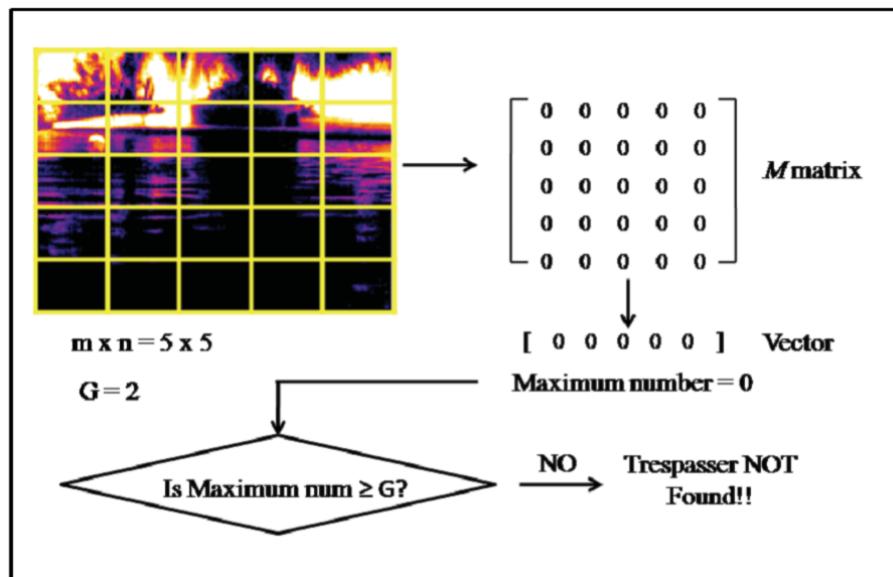 0 0 0 0 0
0 0 0 0 0
0 0 0 0 0
0 0 0 0 0
0 0 0 0 0
M matrix
m x n = 5 x 5
[ 0 0 0 0 0 ] Vector
G = 2
Maximum number = 0
Is Maximum num ≥ G?
NO
Trespasser NOT
Found!!